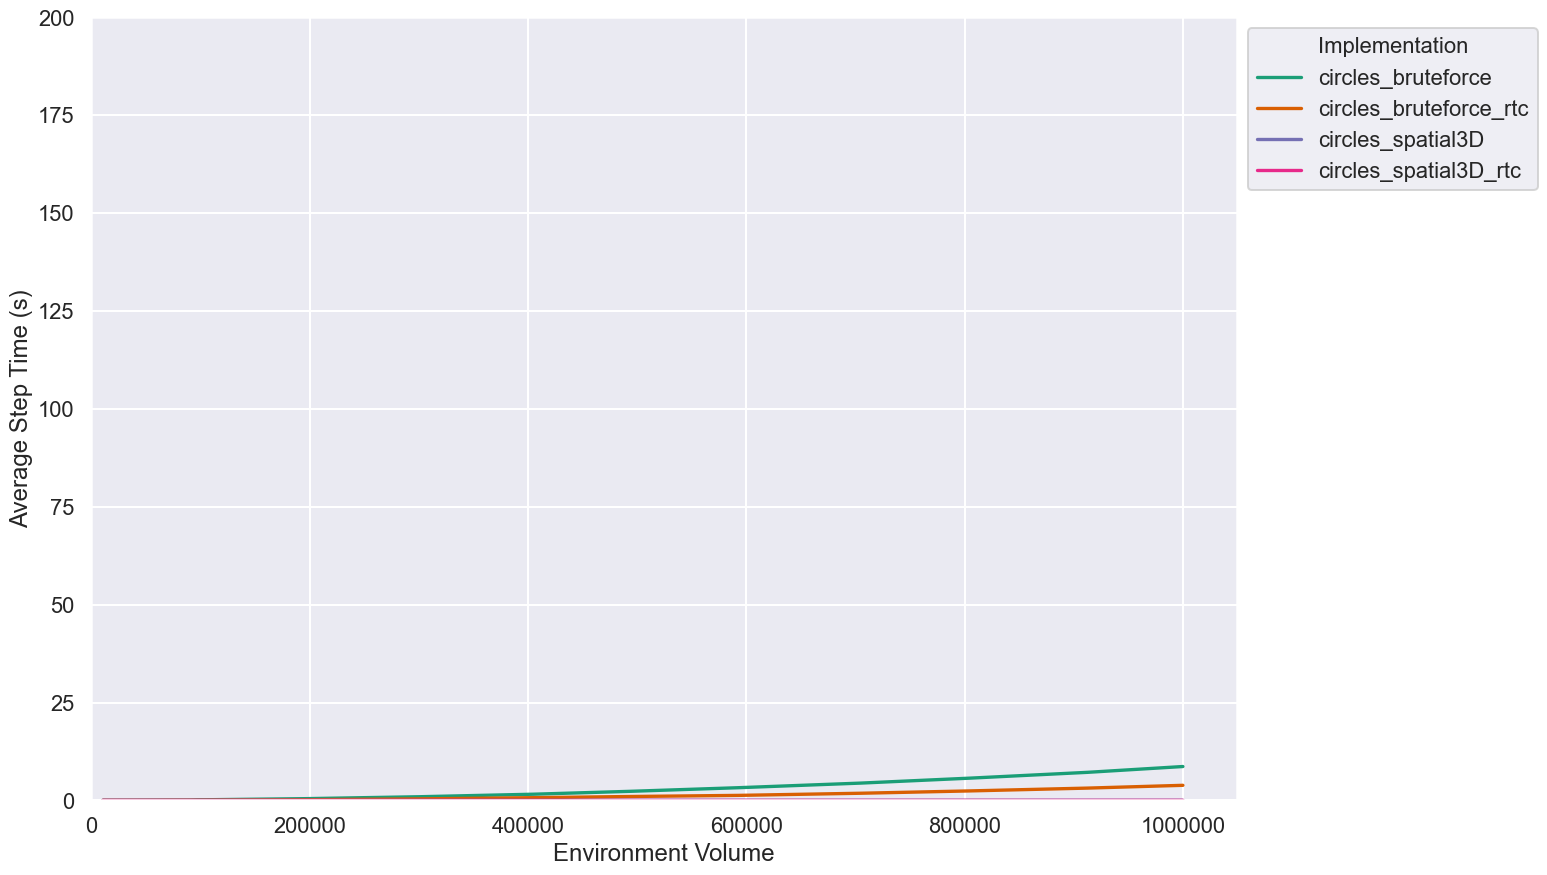 200
175
150
125
100
75
50
25
0
Average Step Time (s)
0 200000 400000 600000 800000 1000000
Environment Volume
Implementation
circles_bruteforce
circles_bruteforce_rtc
circles_spatial3D
circles_spatial3D_rtc